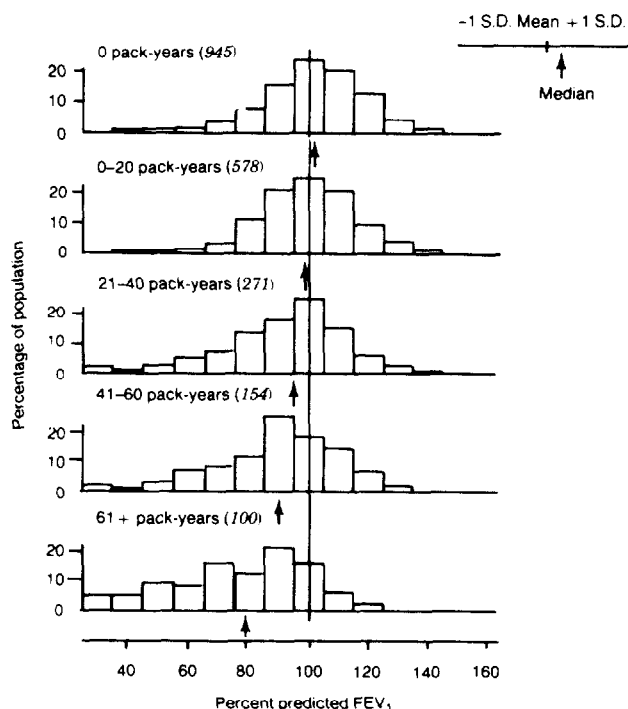 −1 S.D. Mean + 1 S.D.
Median
0 pack-years (945)
20
10
0
0–20 pack-years (578)
20
10
0
21–40 pack-years (271)
20
10
0
41–60 pack-years (154)
20
10
0
61 + pack-years (100)
20
10
0
Percentage of population
40 60 80 100 120 140 160
Percent predicted FEV₁